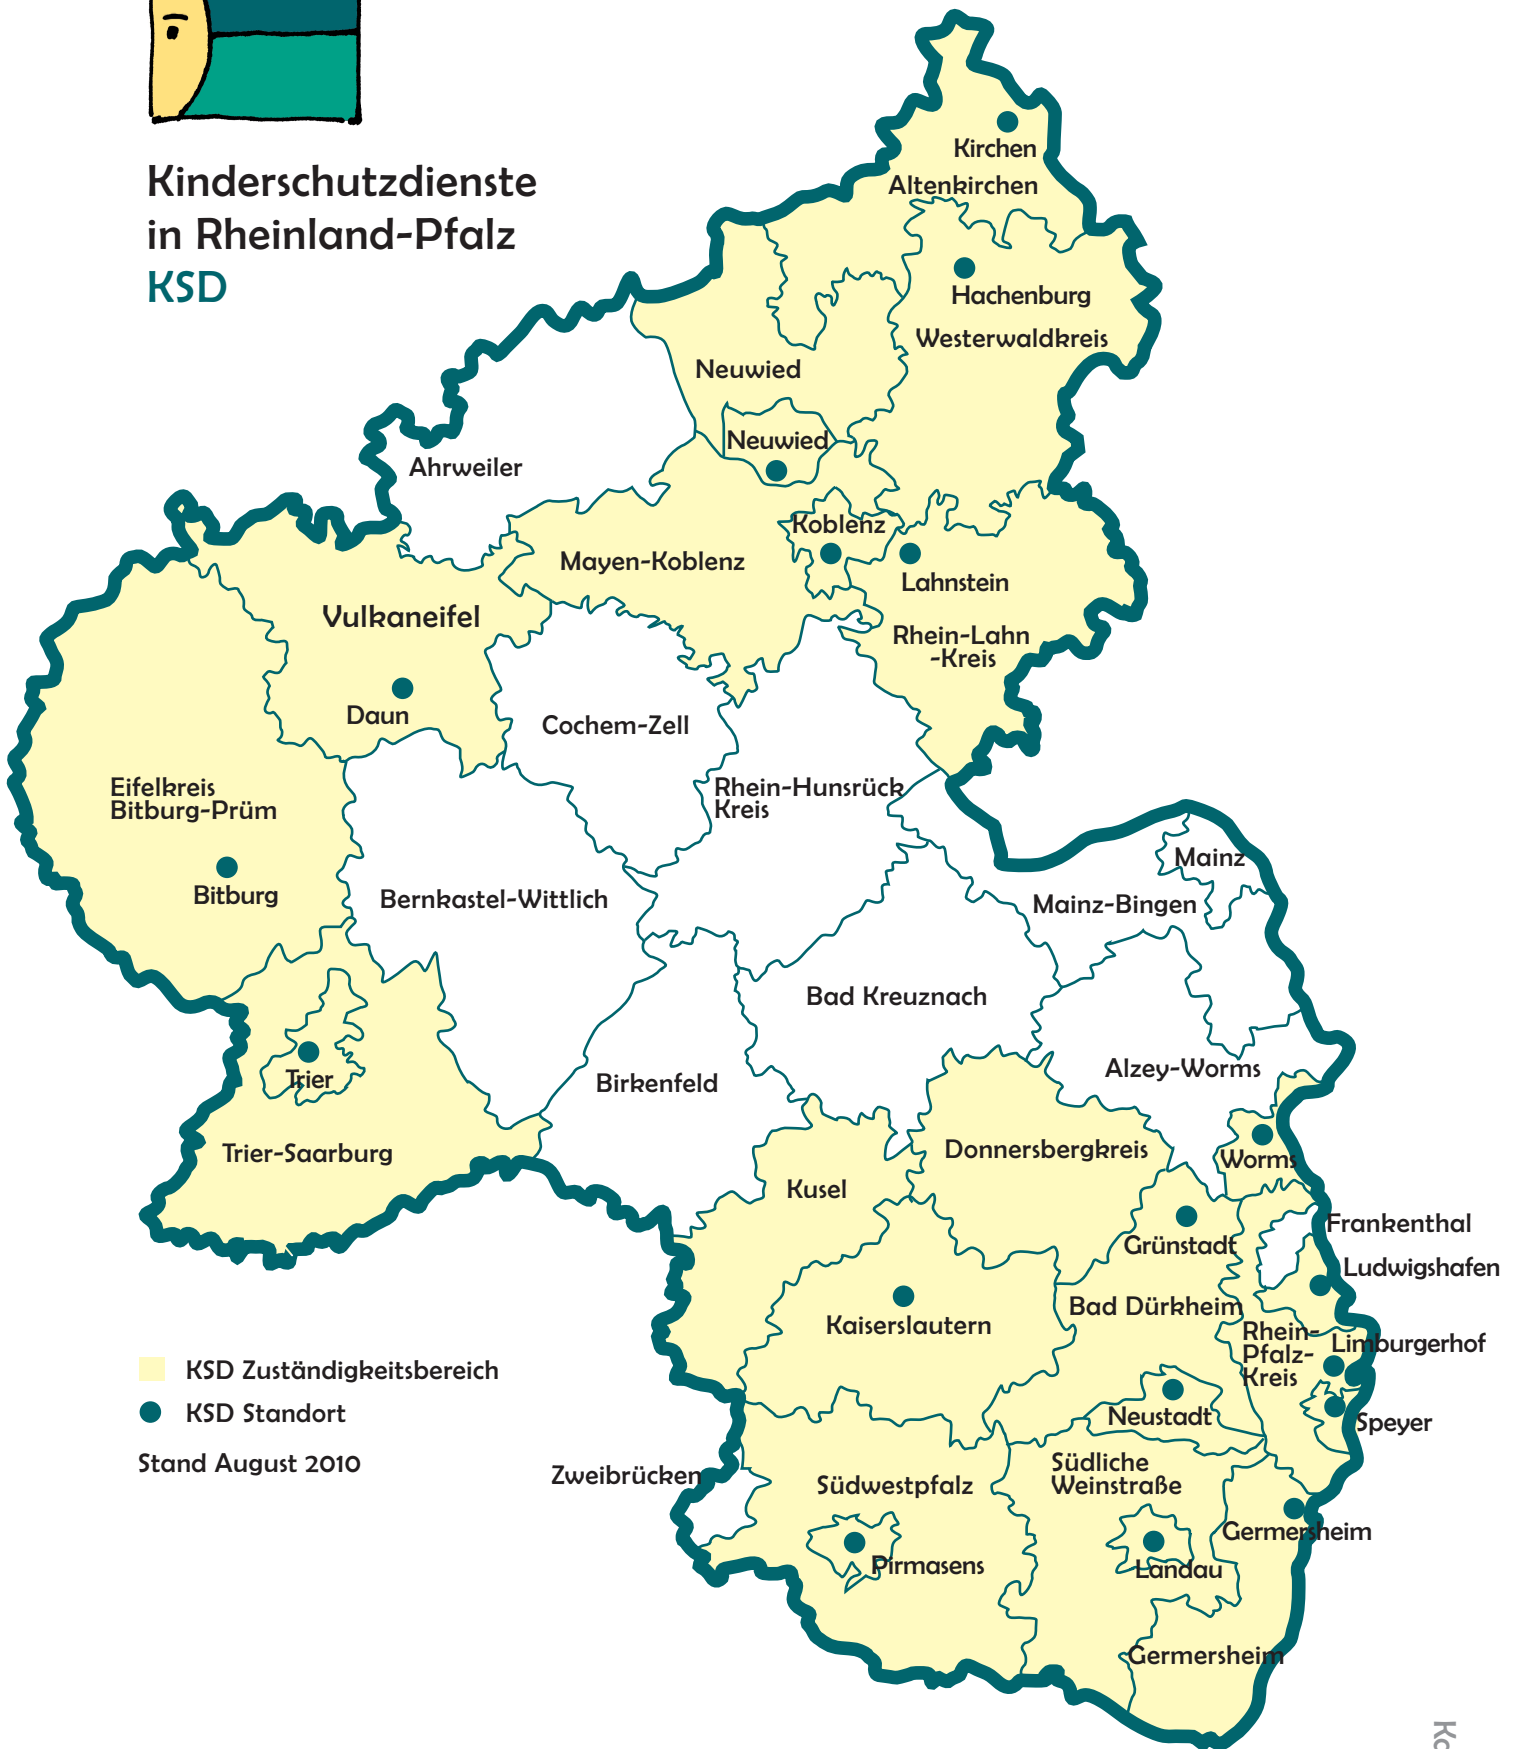 Kinderschutzdienste
in Rheinland-Pfalz
KSD
Kirchen
Altenkirchen
Hachenburg
Westerwaldkreis
Neuwied
Neuwied
Ahrweiler
Koblenz
Mayen-Koblenz
Lahnstein
Vulkaneifel
Rhein-Lahn
-Kreis
Daun
Cochem-Zell
Eifelkreis
Bitburg-Prüm
Rhein-Hunsrück
Kreis
Mainz
Bitburg
Bernkastel-Wittlich
Mainz-Bingen
Bad Kreuznach
Trier
Birkenfeld
Alzey-Worms
Trier-Saarburg
Donnersbergkreis
Worms
Kusel
Frankenthal
Grünstadt
Ludwigshafen
Bad Dürkheim
Kaiserslautern
Rhein-
Pfalz-
Kreis
Limburgerhof
KSD Zuständigkeitsbereich
KSD Standort
Neustadt
Speyer
Stand August 2010
Zweibrücken
Südwestpfalz
Südliche
Weinstraße
Germersheim
Pirmasens
Landau
Germersheim